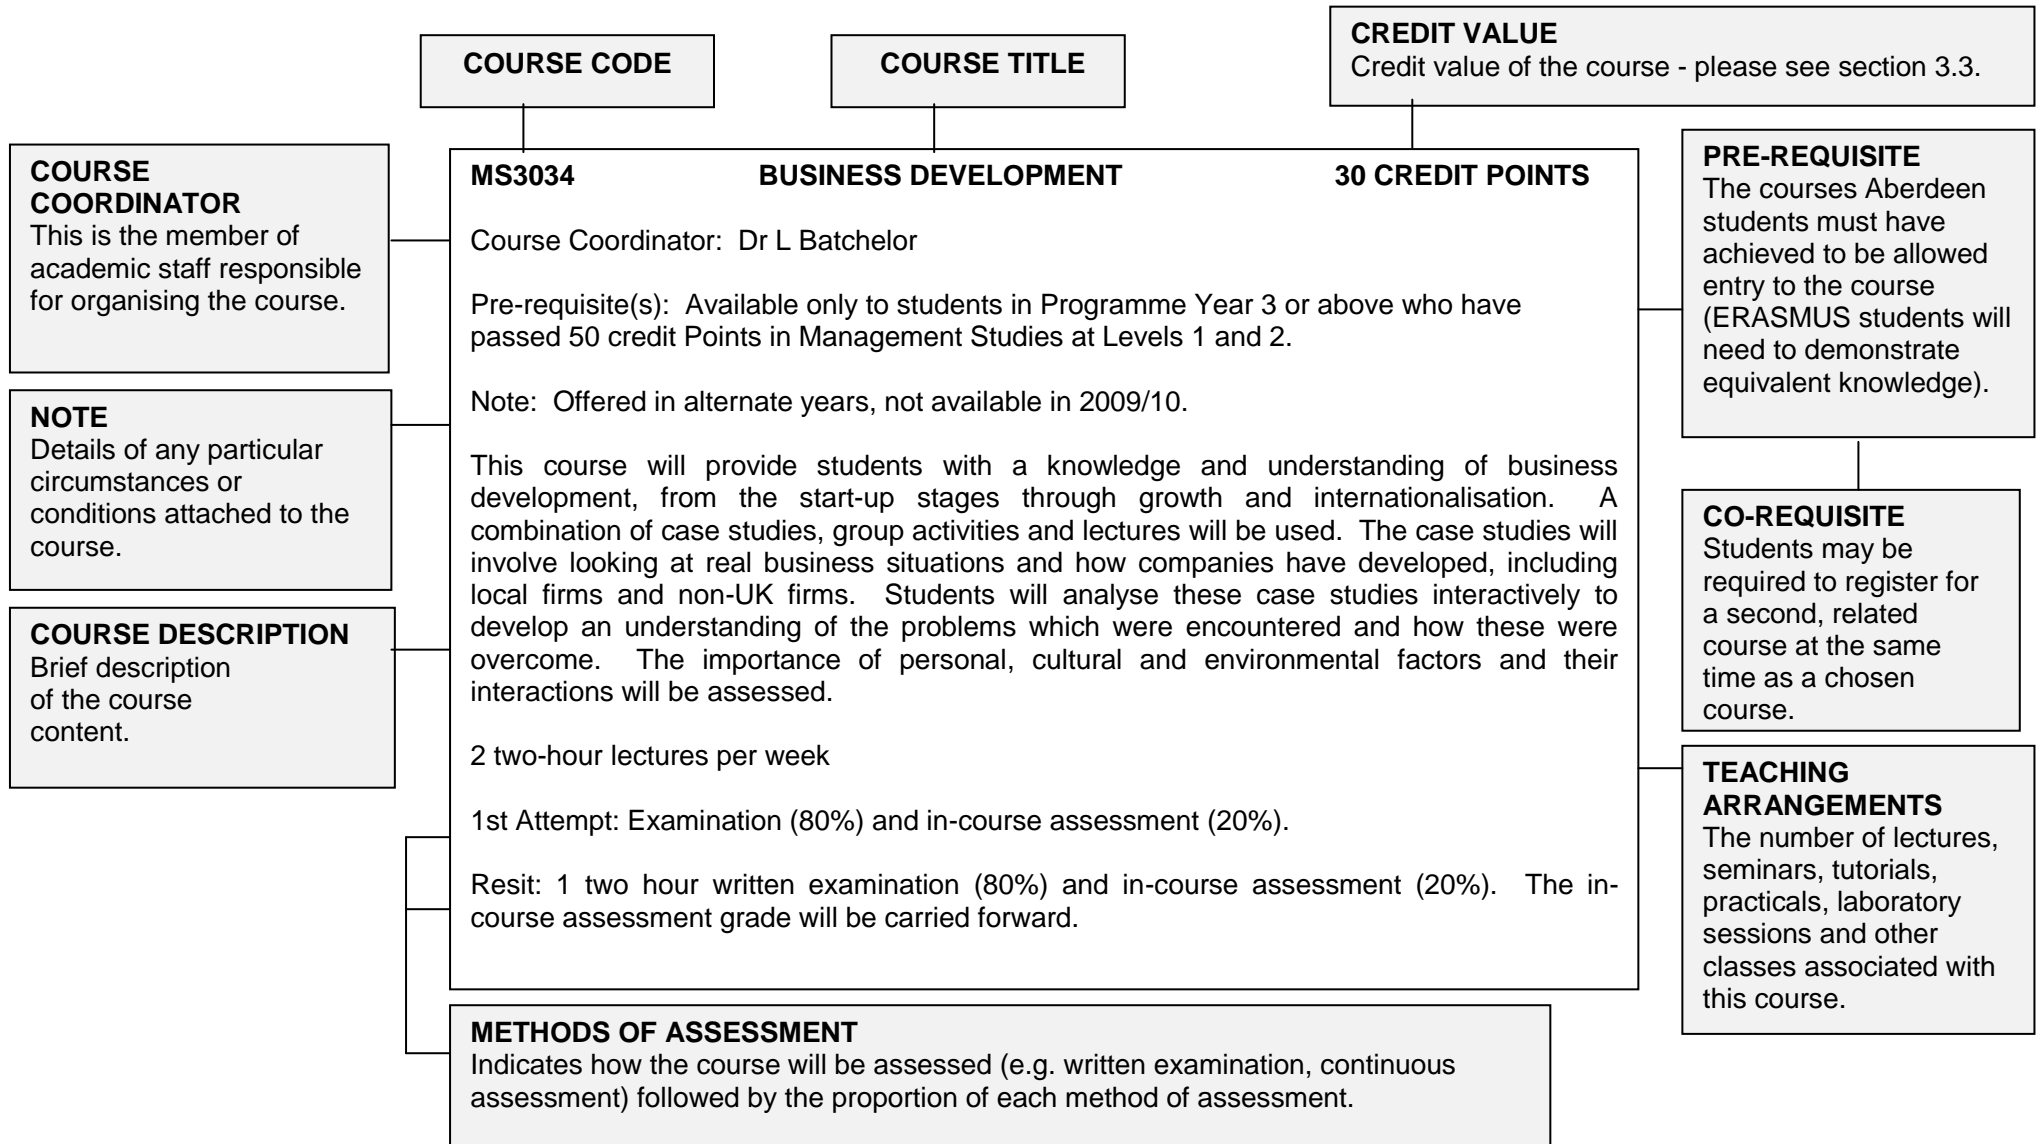 COURSE CODE
COURSE TITLE
CREDIT VALUE
Credit value of the course - please see section 3.3.
COURSE
COORDINATOR
This is the member of
academic staff responsible
for organising the course.
NOTE
Details of any particular
circumstances or
conditions attached to the
course.
COURSE DESCRIPTION
Brief description
of the course
content.
MS3034 BUSINESS DEVELOPMENT 30 CREDIT POINTS
Course Coordinator: Dr L Batchelor
Pre-requisite(s): Available only to students in Programme Year 3 or above who have
passed 50 credit Points in Management Studies at Levels 1 and 2.
Note: Offered in alternate years, not available in 2009/10.
This course will provide students with a knowledge and understanding of business
development, from the start-up stages through growth and internationalisation. A
combination of case studies, group activities and lectures will be used. The case studies will
involve looking at real business situations and how companies have developed, including
local firms and non-UK firms. Students will analyse these case studies interactively to
develop an understanding of the problems which were encountered and how these were
overcome. The importance of personal, cultural and environmental factors and their
interactions will be assessed.
2 two-hour lectures per week
1st Attempt: Examination (80%) and in-course assessment (20%).
Resit: 1 two hour written examination (80%) and in-course assessment (20%). The in-
course assessment grade will be carried forward.
PRE-REQUISITE
The courses Aberdeen
students must have
achieved to be allowed
entry to the course
(ERASMUS students will
need to demonstrate
equivalent knowledge).
CO-REQUISITE
Students may be
required to register for
a second, related
course at the same
time as a chosen
course.
TEACHING
ARRANGEMENTS
The number of lectures,
seminars, tutorials,
practicals, laboratory
sessions and other
classes associated with
this course.
METHODS OF ASSESSMENT
Indicates how the course will be assessed (e.g. written examination, continuous
assessment) followed by the proportion of each method of assessment.